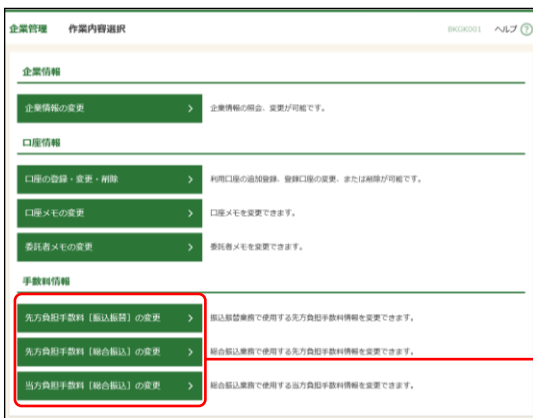 企業管理 作業内容選択 BKGK001 ヘルプ ?
企業情報
企業情報の変更 企業情報の照会、変更が可能です。
口座情報
口座の登録・変更・削除 利用口座の追加登録、登録口座の変更、または削除が可能です。
口座メモの変更 口座メモを変更できます。
委託者メモの変更 委託者メモを変更できます。
手数料情報
先方負担手数料［振込振替］の変更 振込振替業務で使用する先方負担手数料情報を変更できます。
先方負担手数料［総合振込］の変更 総合振込業務で使用する先方負担手数料情報を変更できます。
当方負担手数料［総合振込］の変更 総合振込業務で使用する当方負担手数料情報を変更できます。